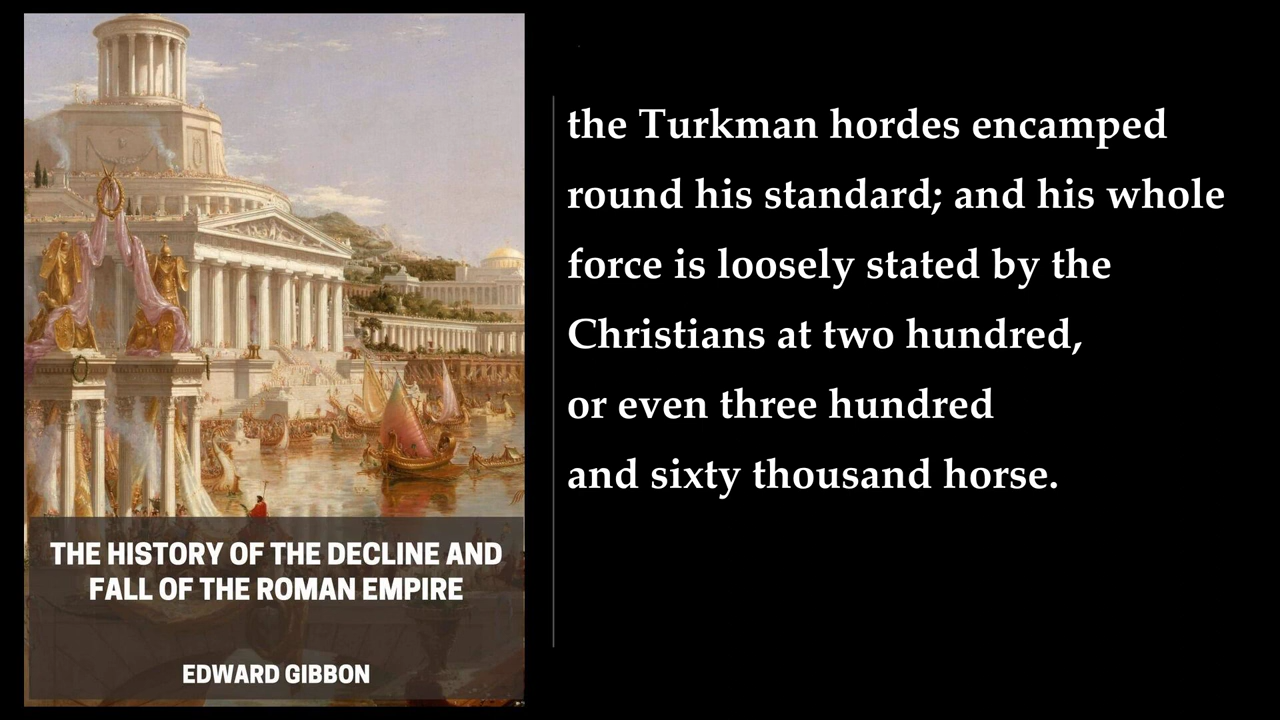 the Turkman hordes encamped
round his standard; and his whole
force is loosely stated by the
Christians at two hundred,
or even three hundred
and sixty thousand horse.
THE HISTORY OF THE DECLINE AND
FALL OF THE ROMAN EMPIRE
EDWARD GIBBON